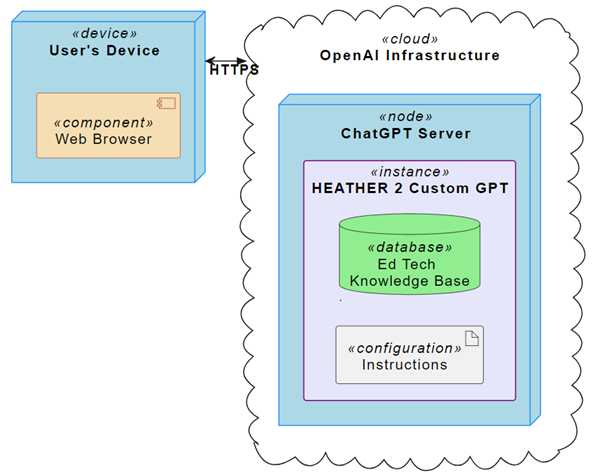 «device»
User's Device
«component»
Web Browser
HTTPS
«cloud»
OpenAI Infrastructure
«node»
ChatGPT Server
«instance»
HEATHER 2 Custom GPT
«database»
Ed Tech
Knowledge Base
.
«configuration»
Instructions